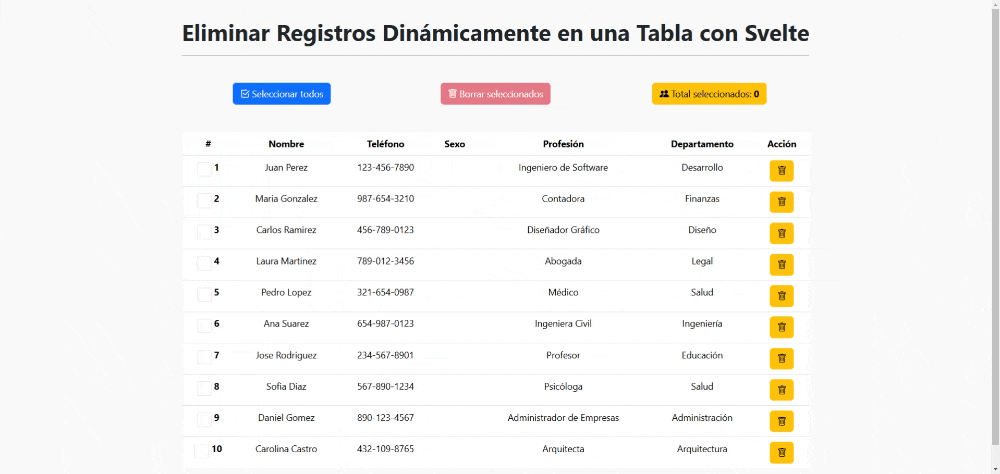 Eliminar Registros Dinámicamente en una Tabla con Svelte
Seleccionar todos Borrar seleccionados Total seleccionados: 0
# Nombre Teléfono Sexo Profesión Departamento Acción
1 Juan Perez 123-456-7890 Ingeniero de Software Desarrollo
2 Maria Gonzalez 987-654-3210 Contadora Finanzas
3 Carlos Ramirez 456-789-0123 Diseñador Gráfico Diseño
4 Laura Martinez 789-012-3456 Abogada Legal
5 Pedro Lopez 321-654-0987 Médico Salud
6 Ana Suarez 654-987-0123 Ingeniera Civil Ingeniería
7 Jose Rodriguez 234-567-8901 Profesor Educación
8 Sofia Diaz 567-890-1234 Psicóloga Salud
9 Daniel Gomez 890-123-4567 Administrador de Empresas Administración
10 Carolina Castro 432-109-8765 Arquitecta Arquitectura